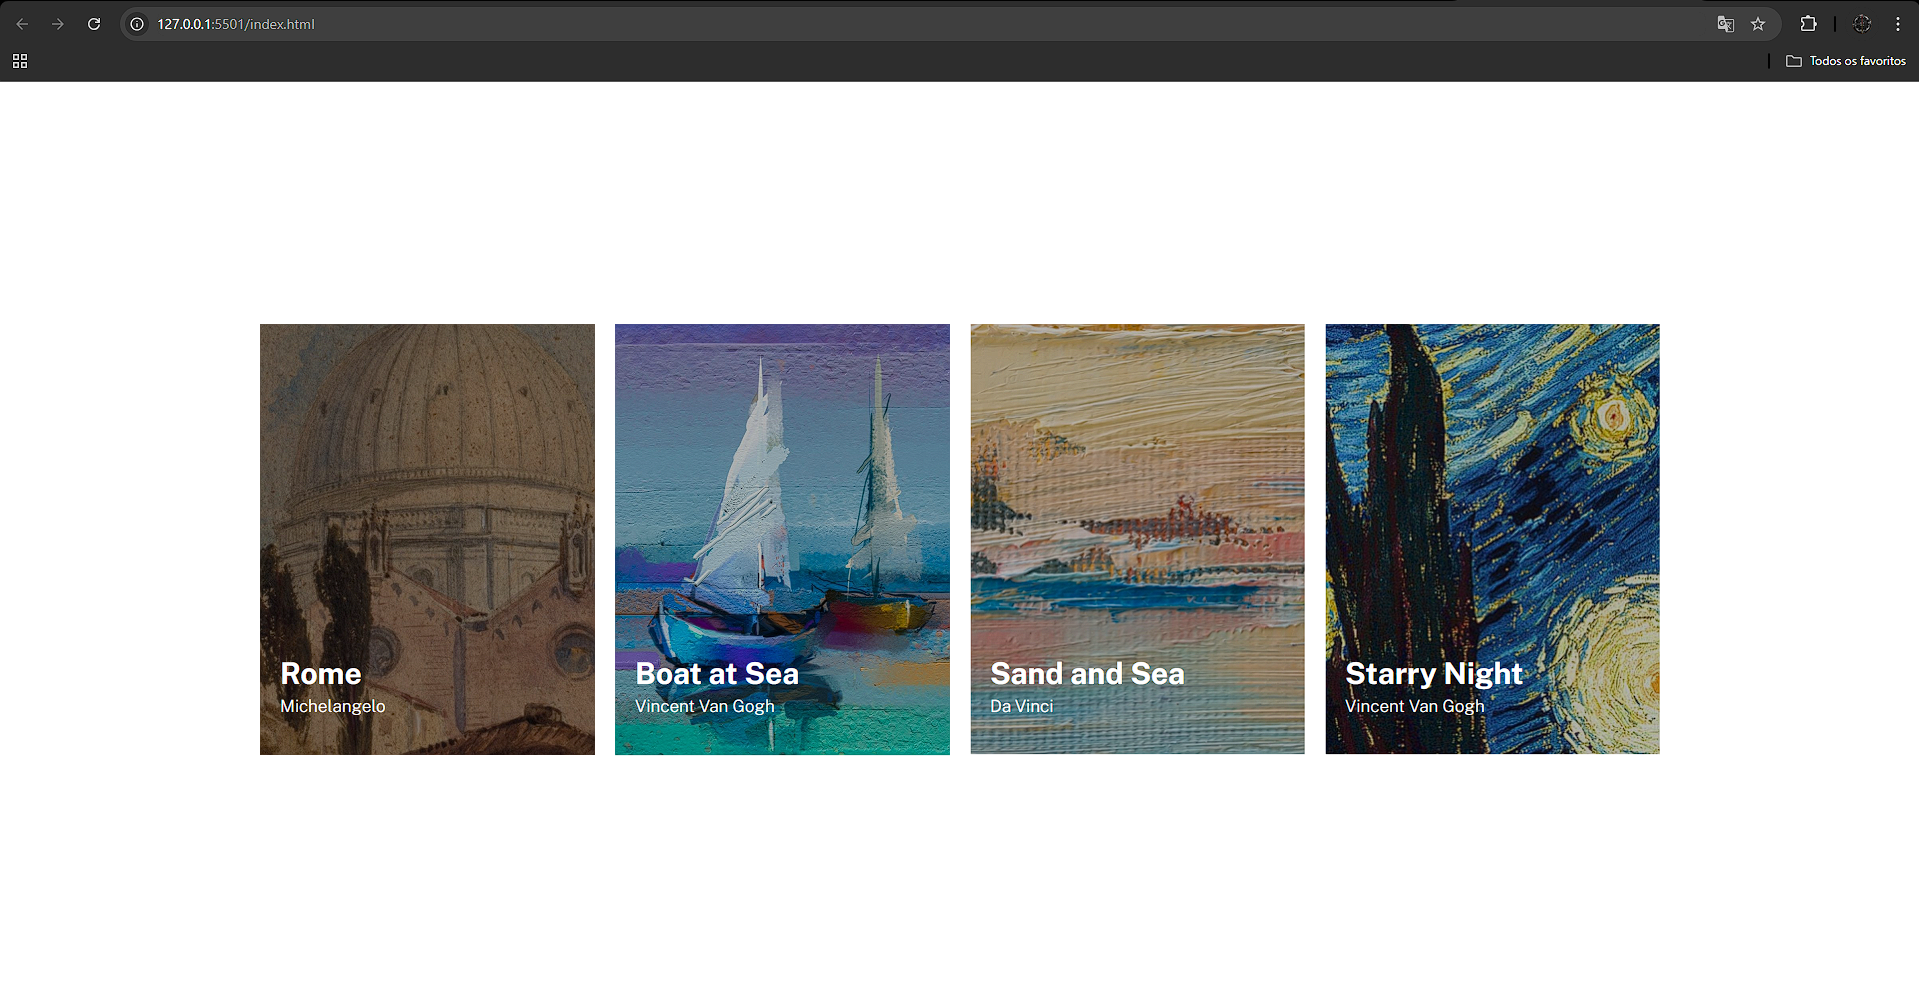 127.0.0.1:5501/index.html
Todos os favoritos
Rome
Michelangelo
Boat at Sea
Vincent Van Gogh
Sand and Sea
Da Vinci
Starry Night
Vincent Van Gogh